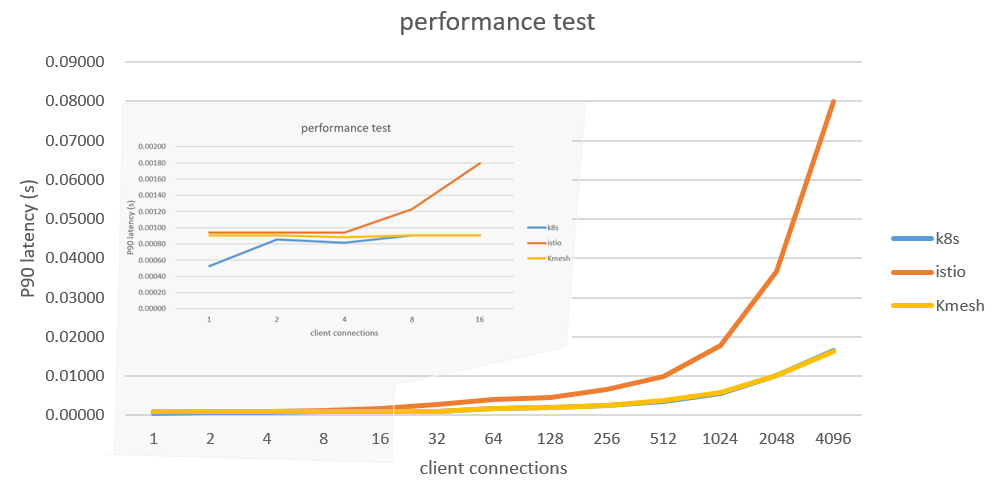 performance test
0.09000
0.08000
0.07000
0.06000
0.05000
0.04000
0.03000
0.02000
0.01000
0.00000
P90 latency (s)
1 2 4 8 16 32 64 128 256 512 1024 2048 4096
client connections
k8s
istio
Kmesh
performance test
0.00200
0.00180
0.00160
0.00140
0.00120
0.00100
0.00080
0.00060
0.00040
0.00020
0.00000
P90 latency (s)
1 2 4 8 16
client connections
k8s
istio
Kmesh